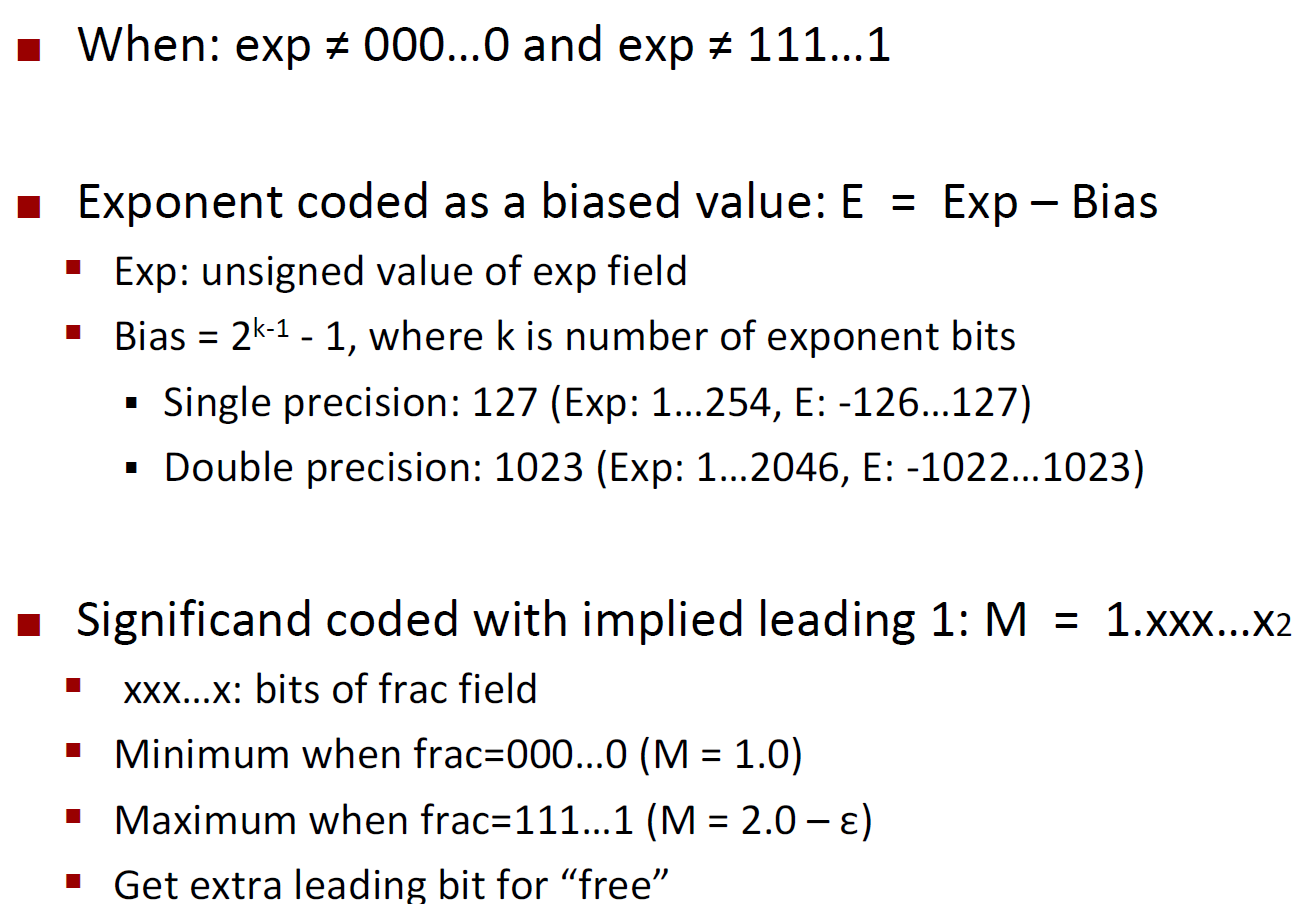 ■ When: exp ≠ 000…0 and exp ≠ 111…1
■ Exponent coded as a biased value: E = Exp – Bias
▪ Exp: unsigned value of exp field
▪ Bias = 2^{k-1} - 1, where k is number of exponent bits
▪ Single precision: 127 (Exp: 1…254, E: -126…127)
▪ Double precision: 1023 (Exp: 1…2046, E: -1022…1023)
■ Significand coded with implied leading 1: M = 1.xxx…x₂
▪ xxx…x: bits of frac field
▪ Minimum when frac=000…0 (M = 1.0)
▪ Maximum when frac=111…1 (M = 2.0 – ε)
▪ Get extra leading bit for “free”